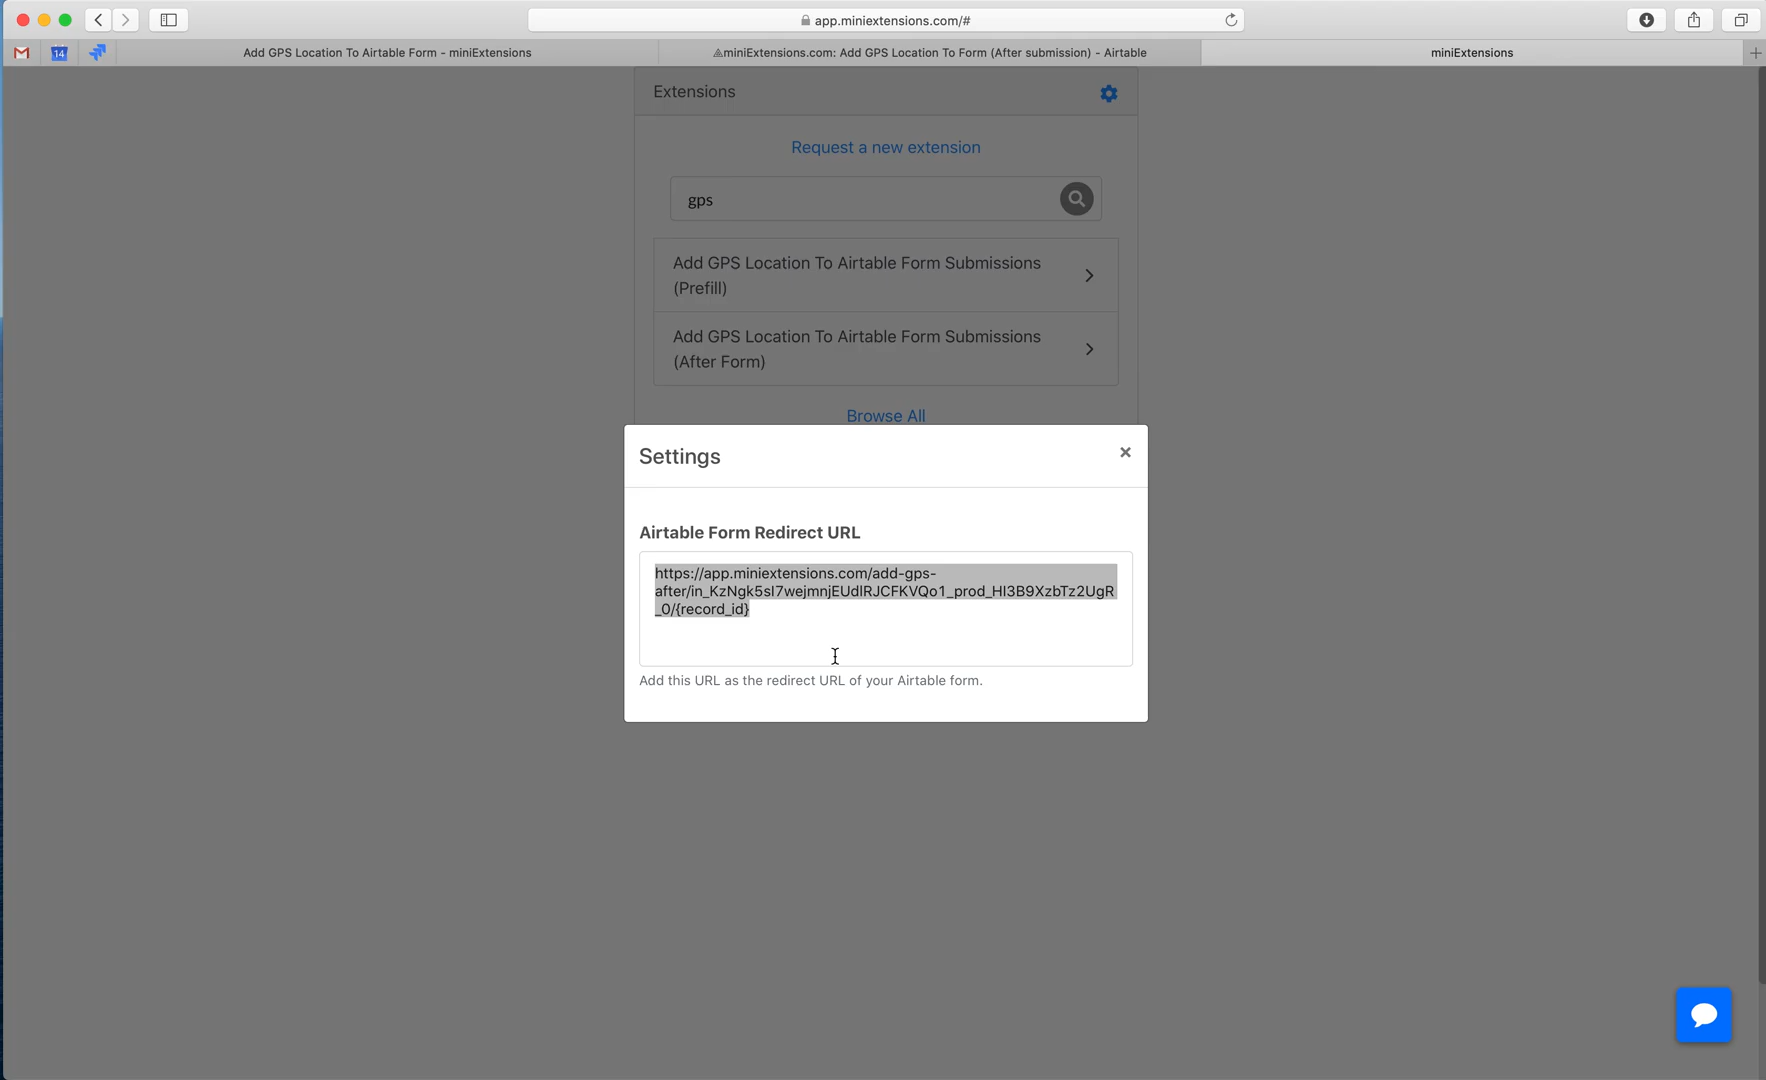 app.miniextensions.com/#
14
Add GPS Location To Airtable Form - miniExtensions
miniExtensions.com: Add GPS Location To Form (After submission) - Airtable
miniExtensions
Extensions
Request a new extension
gps
Add GPS Location To Airtable Form Submissions
(Prefill)
Add GPS Location To Airtable Form Submissions
(After Form)
Browse All
Settings
×
Airtable Form Redirect URL
https://app.miniextensions.com/add-gps-
after/in_KzNgk5sI7wejmnjEUdIRJCFKVQo1_prod_HI3B9XzbTz2UgR
_0/{record_id}
Add this URL as the redirect URL of your Airtable form.